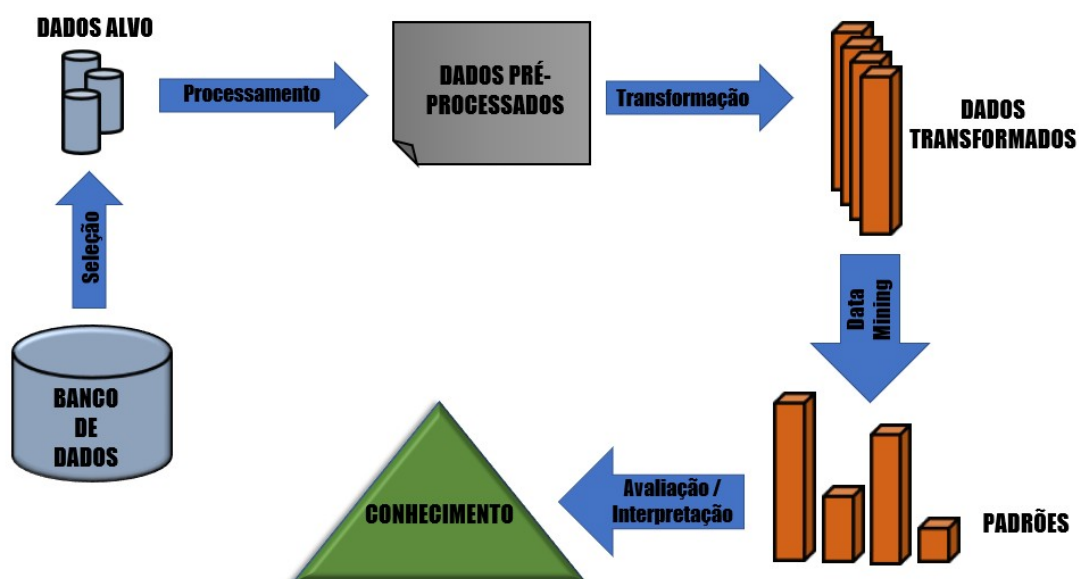 DADOS ALVO
Processamento
DADOS PRÉ-
PROCESSADOS
Transformação
DADOS
TRANSFORMADOS
Seleção
Data
Mining
BANCO
DE
DADOS
CONHECIMENTO
Avaliação /
Interpretação
PADRÕES